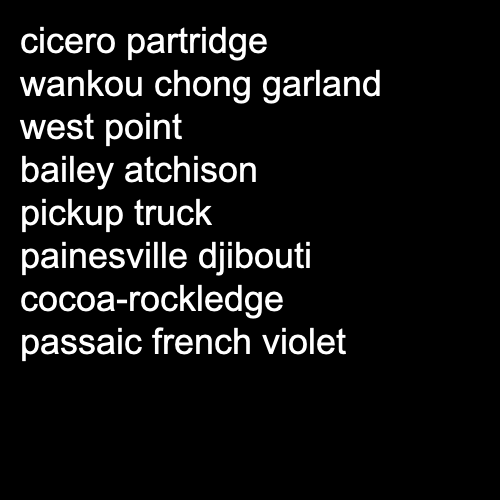 cicero partridge
wankou chong garland
west point
bailey atchison
pickup truck
painesville djibouti
cocoa-rockledge
passaic french violet